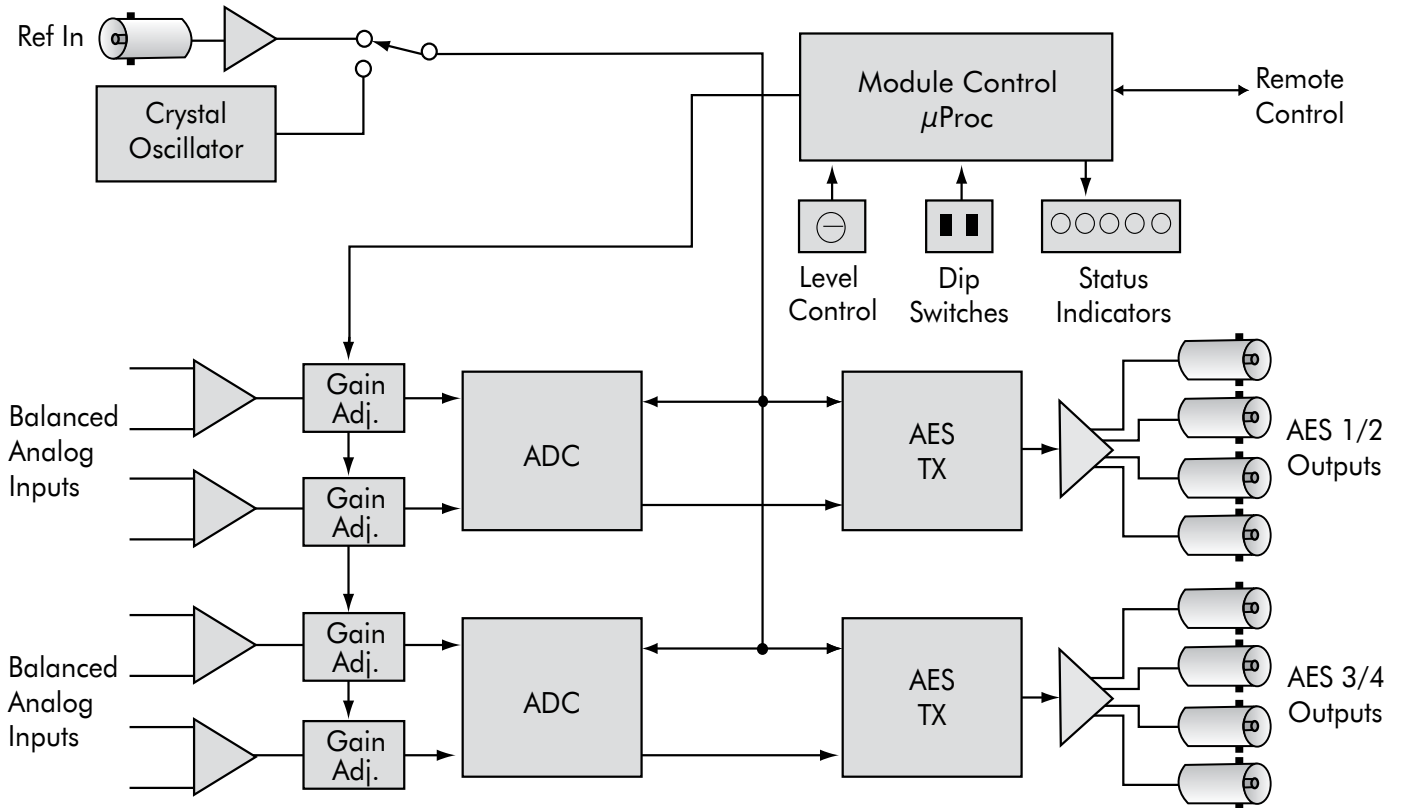 Ref In
Crystal
Oscillator
Module Control
μProc
Remote
Control
Level
Control
Dip
Switches
Status
Indicators
Balanced
Analog
Inputs
Gain
Adj.
Gain
Adj.
ADC
AES
TX
AES 1/2
Outputs
Balanced
Analog
Inputs
Gain
Adj.
Gain
Adj.
ADC
AES
TX
AES 3/4
Outputs